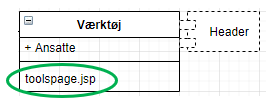 Værktøj
Header
+ Ansatte
toolspage.jsp